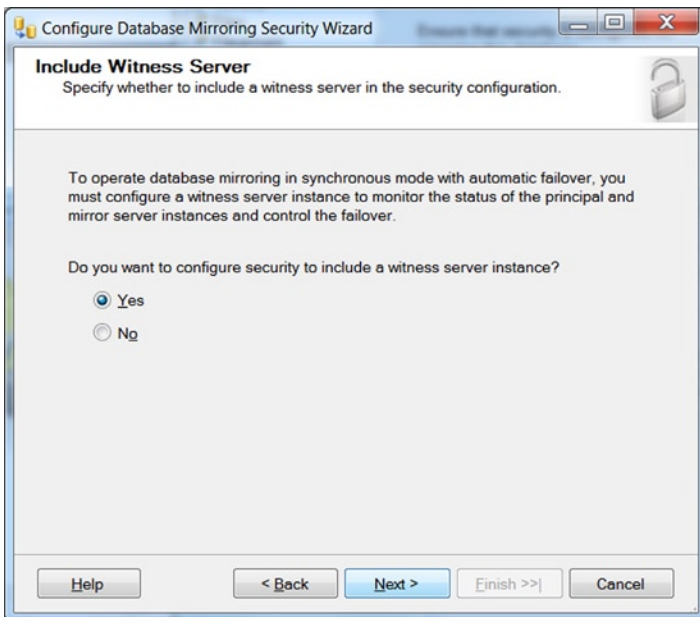 Configure Database Mirroring Security Wizard
Include Witness Server
Specify whether to include a witness server in the security configuration.
To operate database mirroring in synchronous mode with automatic failover, you
must configure a witness server instance to monitor the status of the principal and
mirror server instances and control the failover.
Do you want to configure security to include a witness server instance?
Yes
No
Help
< Back
Next >
Finish >>|
Cancel